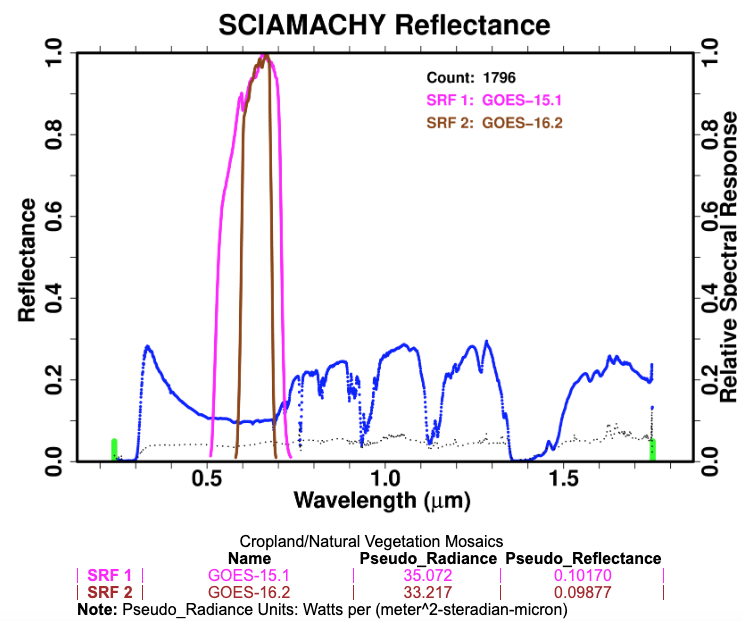 SCIAMACHY Reflectance
Count: 1796
SRF 1: GOES−15.1
SRF 2: GOES−16.2
Reflectance
1.0
0.8
0.6
0.4
0.2
0.0
1.0
0.8
0.6
0.4
0.2
0.0
Relative Spectral Response
0.5 1.0 1.5
Wavelength (μm)
Cropland/Natural Vegetation Mosaics
Name Pseudo_Radiance Pseudo_Reflectance
| SRF 1 | GOES-15.1 | 35.072 | 0.10170 |
| SRF 2 | GOES-16.2 | 33.217 | 0.09877 |
Note: Pseudo_Radiance Units: Watts per (meter^2-steradian-micron)